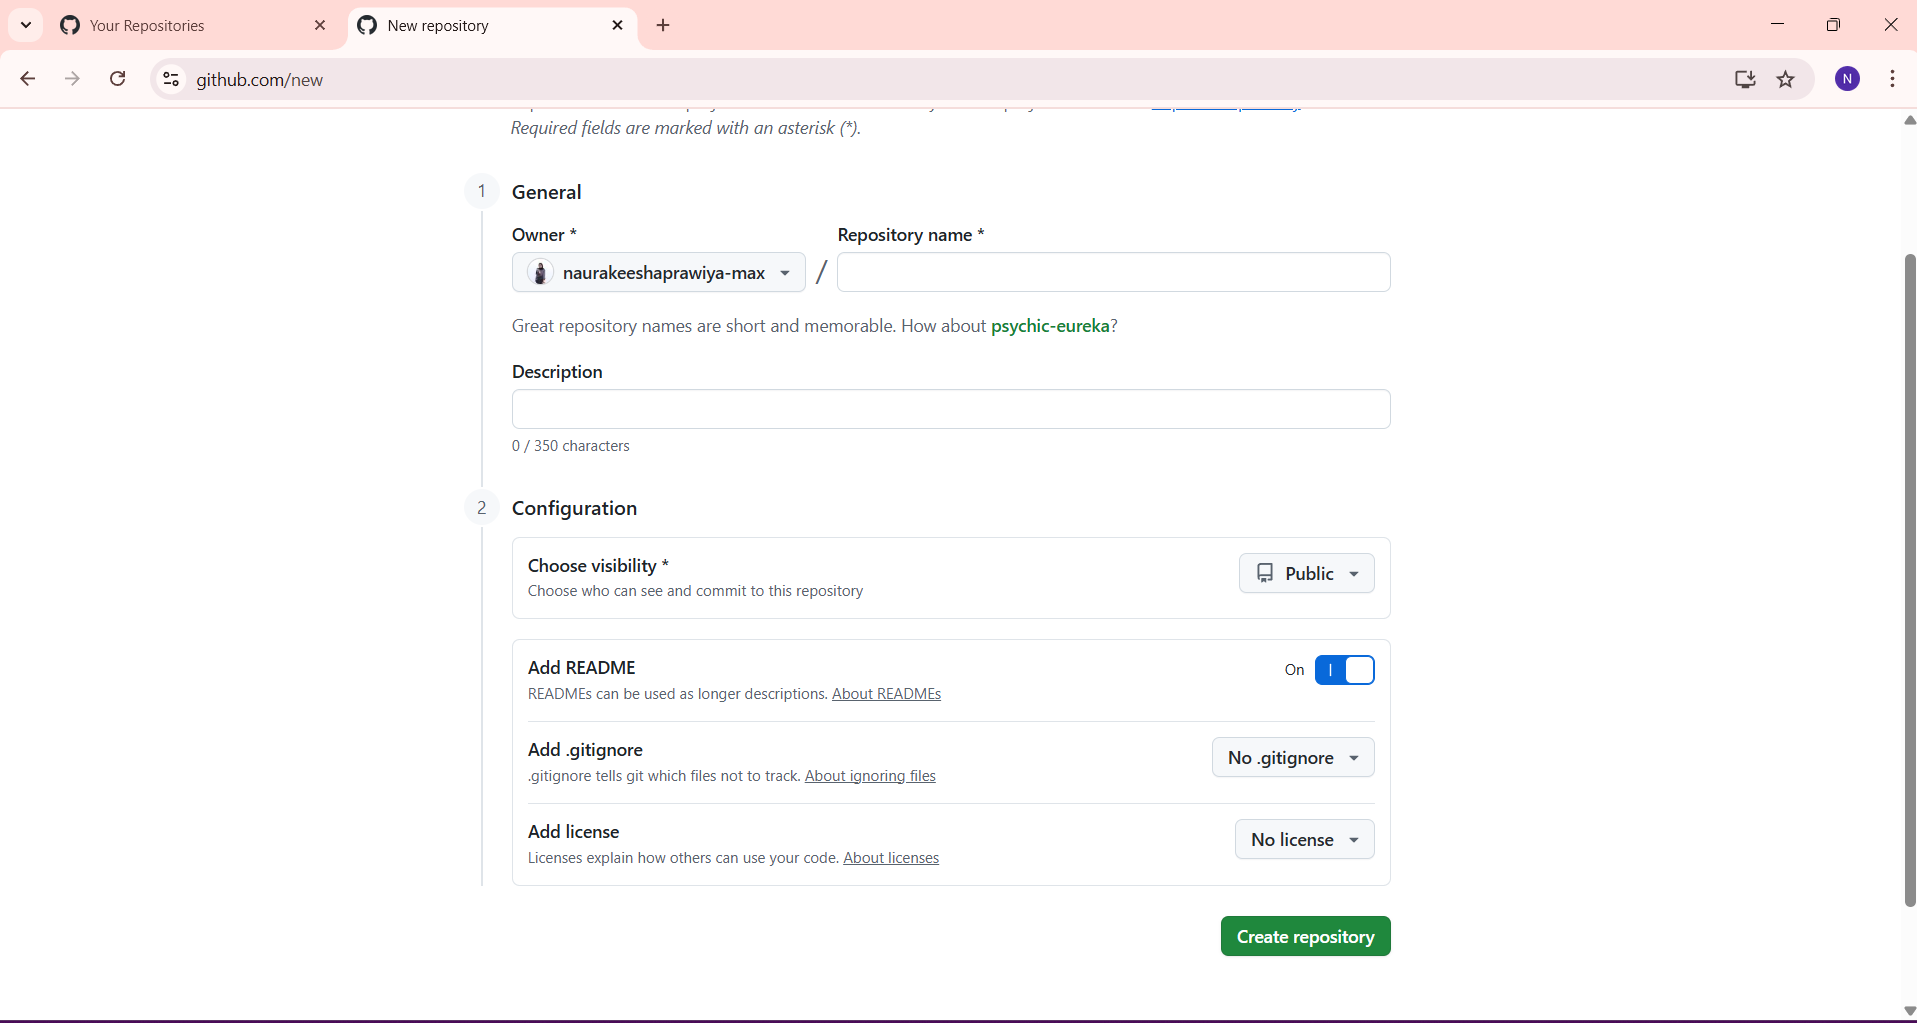 Your Repositories
New repository
github.com/new
N
Required fields are marked with an asterisk (*).
1
General
Owner *
Repository name *
naurakeeshaprawiya-max
/
Great repository names are short and memorable. How about psychic-eureka?
Description
0 / 350 characters
2
Configuration
Choose visibility *
Choose who can see and commit to this repository
Public
Add README
READMEs can be used as longer descriptions. About READMEs
On
Add .gitignore
.gitignore tells git which files not to track. About ignoring files
No .gitignore
Add license
Licenses explain how others can use your code. About licenses
No license
Create repository